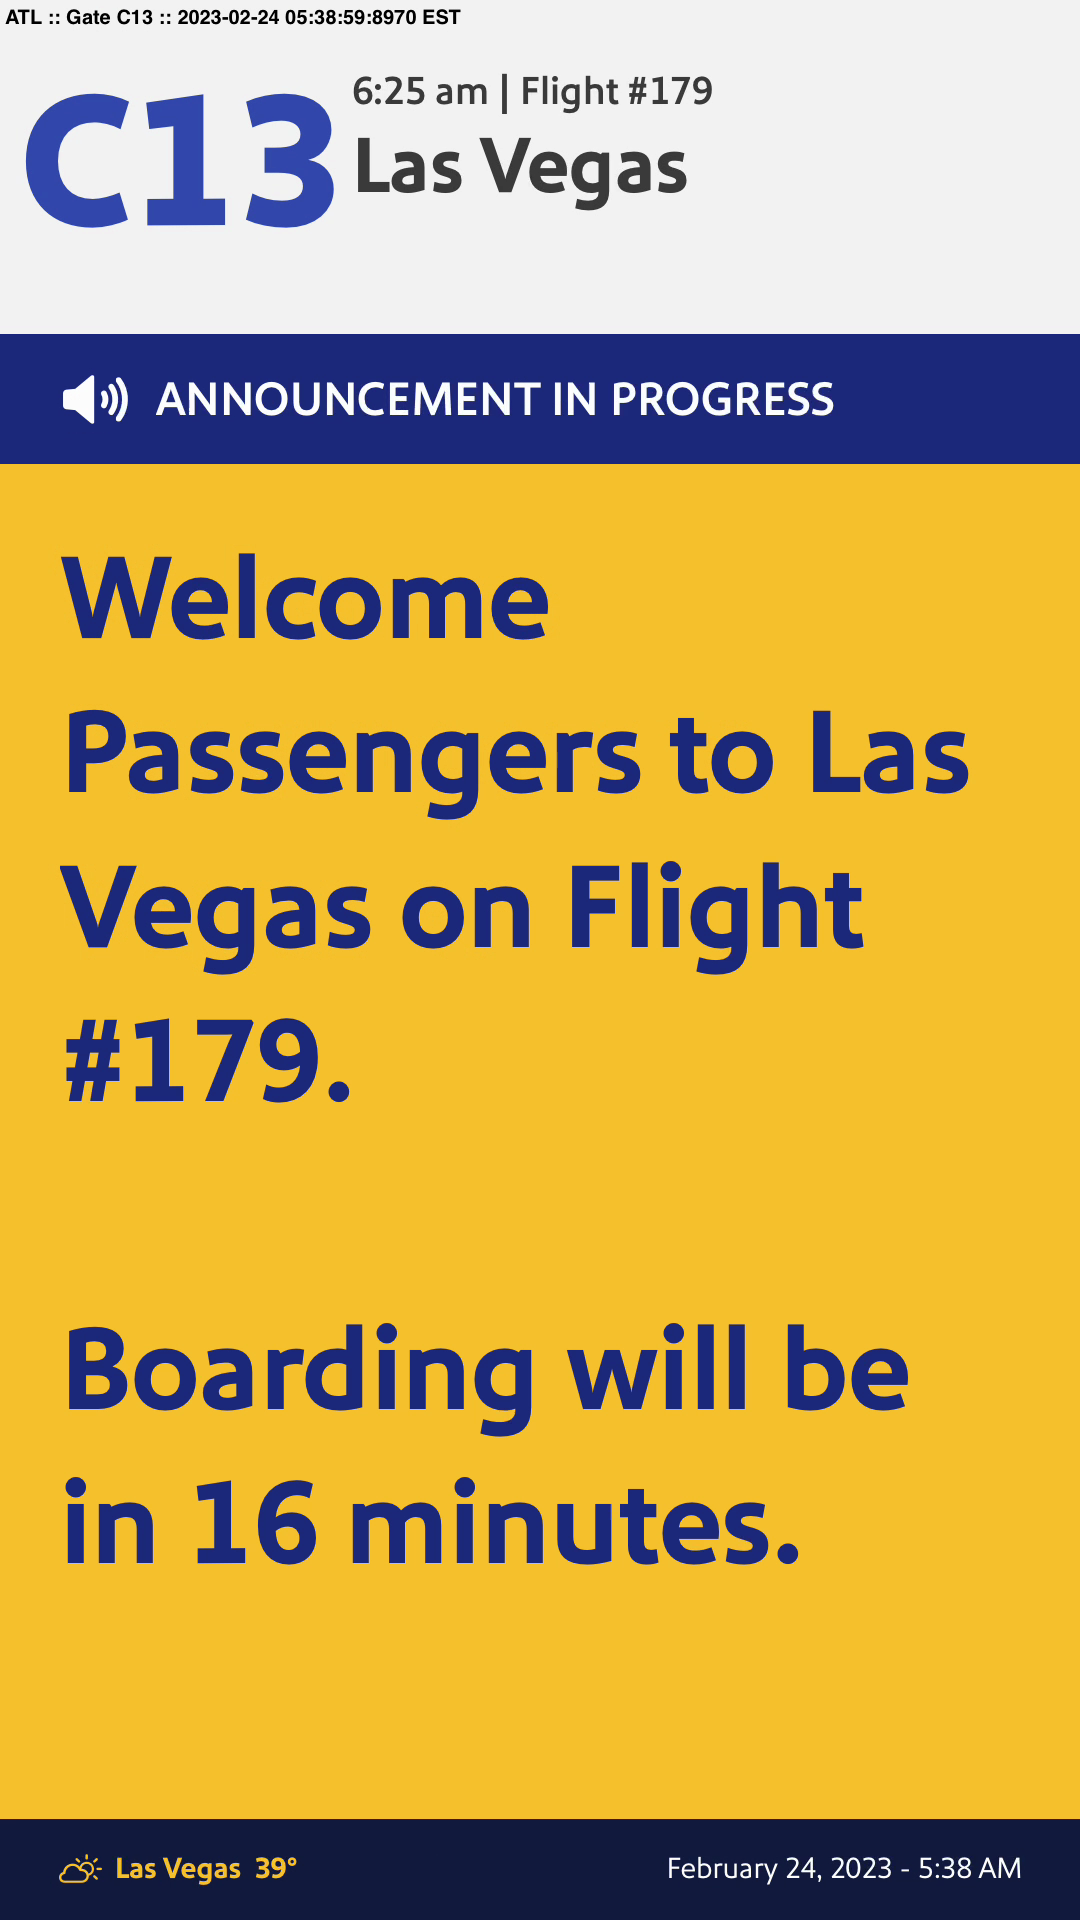 ATL :: Gate C13 :: 2023-02-24 05:38:59:8970 EST
C13
6:25 am | Flight #179
Las Vegas
ANNOUNCEMENT IN PROGRESS
Welcome
Passengers to Las
Vegas on Flight
#179.
Boarding will be
in 16 minutes.
Las Vegas 39°
February 24, 2023 - 5:38 AM